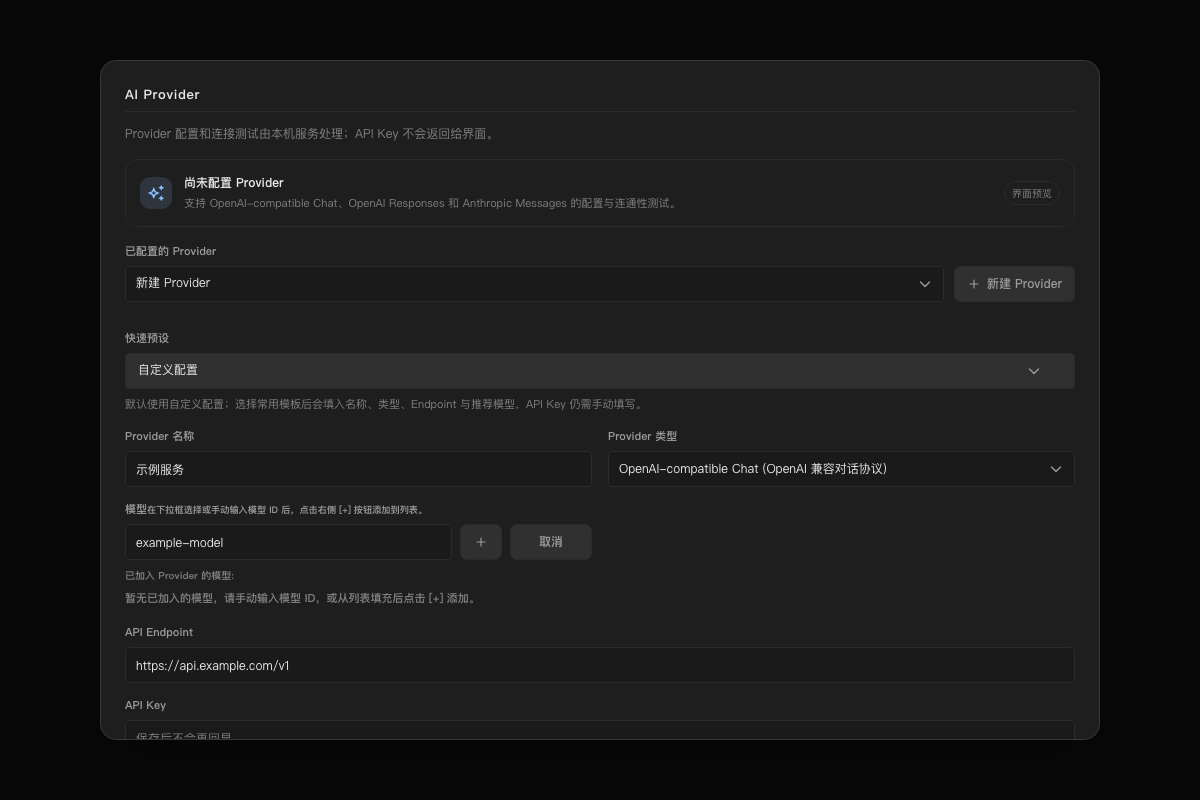 AI Provider
Provider 配置和连接测试由本机服务处理；API Key 不会返回给界面。
尚未配置 Provider
支持 OpenAI-compatible Chat、OpenAI Responses 和 Anthropic Messages 的配置与连通性测试。
界面预览
已配置的 Provider
新建 Provider
+ 新建 Provider
快速预设
自定义配置
默认使用自定义配置；选择常用模板后会填入名称、类型、Endpoint 与推荐模型，API Key 仍需手动填写。
Provider 名称
Provider 类型
示例服务
OpenAI-compatible Chat (OpenAI 兼容对话协议)
模型在下拉框选择或手动输入模型 ID 后，点击右侧 [+] 按钮添加到列表。
example-model
+
取消
已加入 Provider 的模型:
暂无已加入的模型，请手动输入模型 ID，或从列表填充后点击 [+] 添加。
API Endpoint
https://api.example.com/v1
API Key
保存后不会再回显